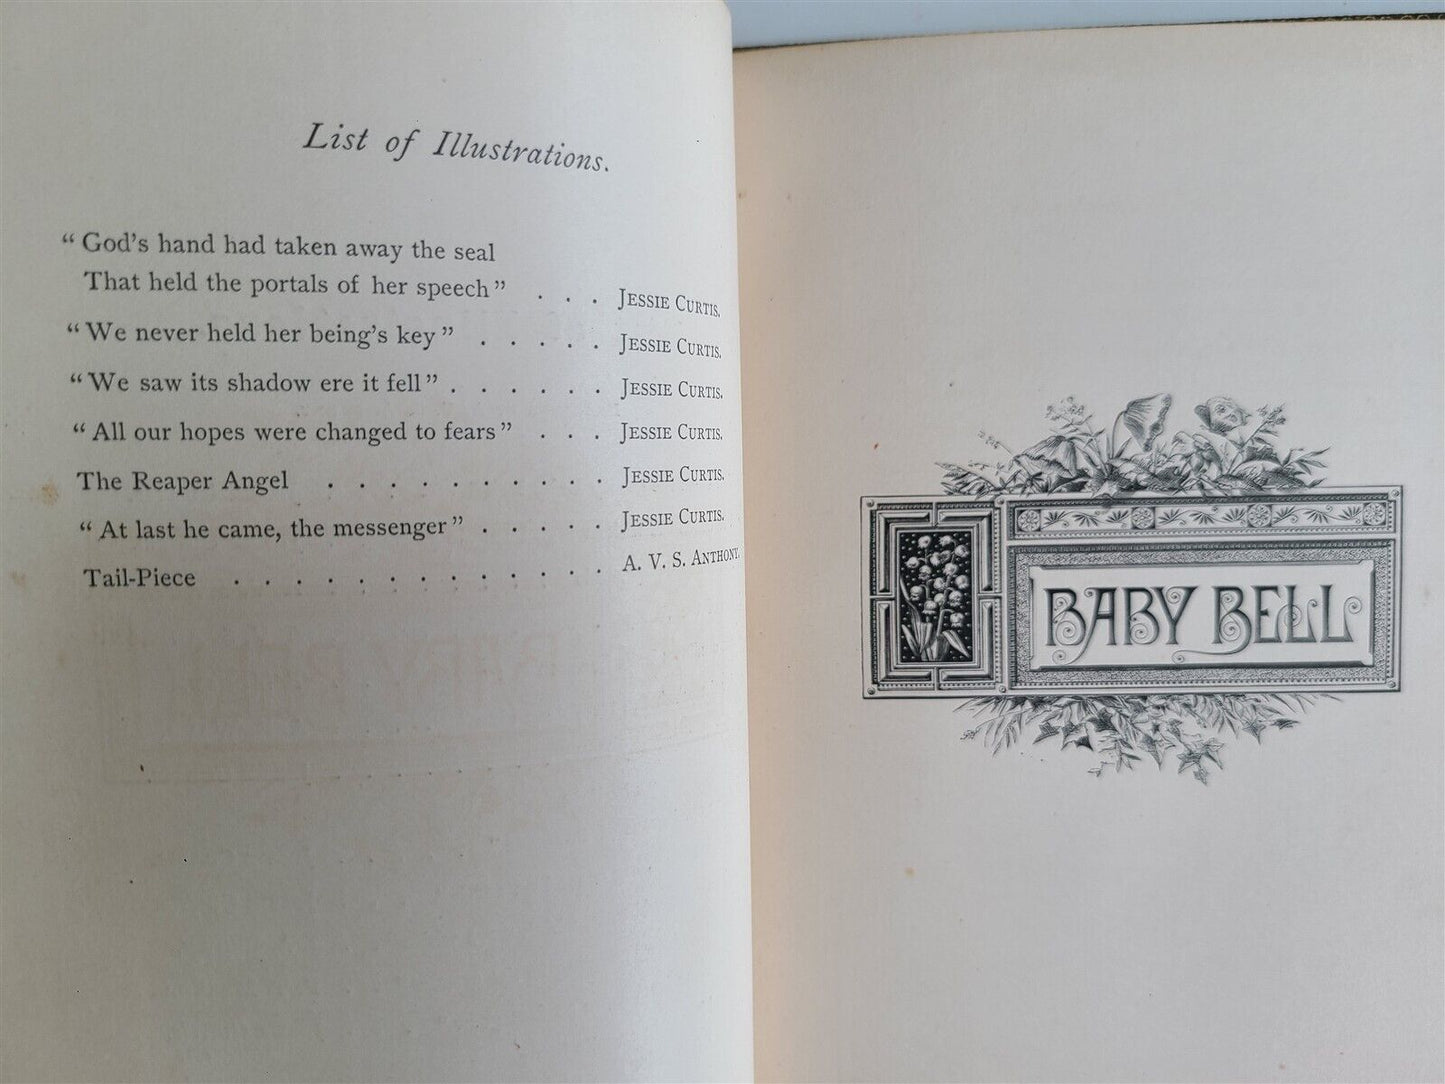 List of Illustrations.
“God's hand had taken away the seal
That held the portals of her speech” . . . JESSIE CURTIS.
“We never held her being's key” . . . . . JESSIE CURTIS.
“We saw its shadow ere it fell” . . . . . . JESSIE CURTIS.
“All our hopes were changed to fears” . . . JESSIE CURTIS.
The Reaper Angel . . . . . . . . . . JESSIE CURTIS.
“At last he came, the messenger” . . . . . JESSIE CURTIS.
Tail-Piece . . . . . . . . . . . . . A. V. S. ANTHONY.
BABY BELL